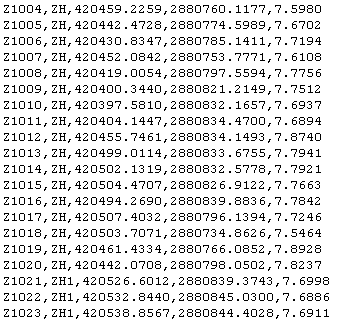 Z1004,ZH,420459.2259,2880760.1177,7.5980
Z1005,ZH,420442.4728,2880774.5989,7.6702
Z1006,ZH,420430.8347,2880785.1411,7.7194
Z1007,ZH,420452.0842,2880753.7771,7.6108
Z1008,ZH,420419.0054,2880797.5594,7.7756
Z1009,ZH,420400.3440,2880821.2149,7.7512
Z1010,ZH,420397.5810,2880832.1657,7.6937
Z1011,ZH,420404.1447,2880834.4700,7.6894
Z1012,ZH,420455.7461,2880834.1493,7.8740
Z1013,ZH,420499.0114,2880833.6755,7.7941
Z1014,ZH,420502.1319,2880832.5778,7.7921
Z1015,ZH,420504.4707,2880826.9122,7.7663
Z1016,ZH,420494.2690,2880839.8836,7.7842
Z1017,ZH,420507.4032,2880796.1394,7.7246
Z1018,ZH,420503.7071,2880734.8626,7.5464
Z1019,ZH,420461.4334,2880766.0852,7.8928
Z1020,ZH,420442.0708,2880798.0502,7.8237
Z1021,ZH1,420526.6012,2880839.3743,7.6998
Z1022,ZH1,420532.8440,2880845.0300,7.6886
Z1023,ZH1,420538.8567,2880844.4028,7.6911